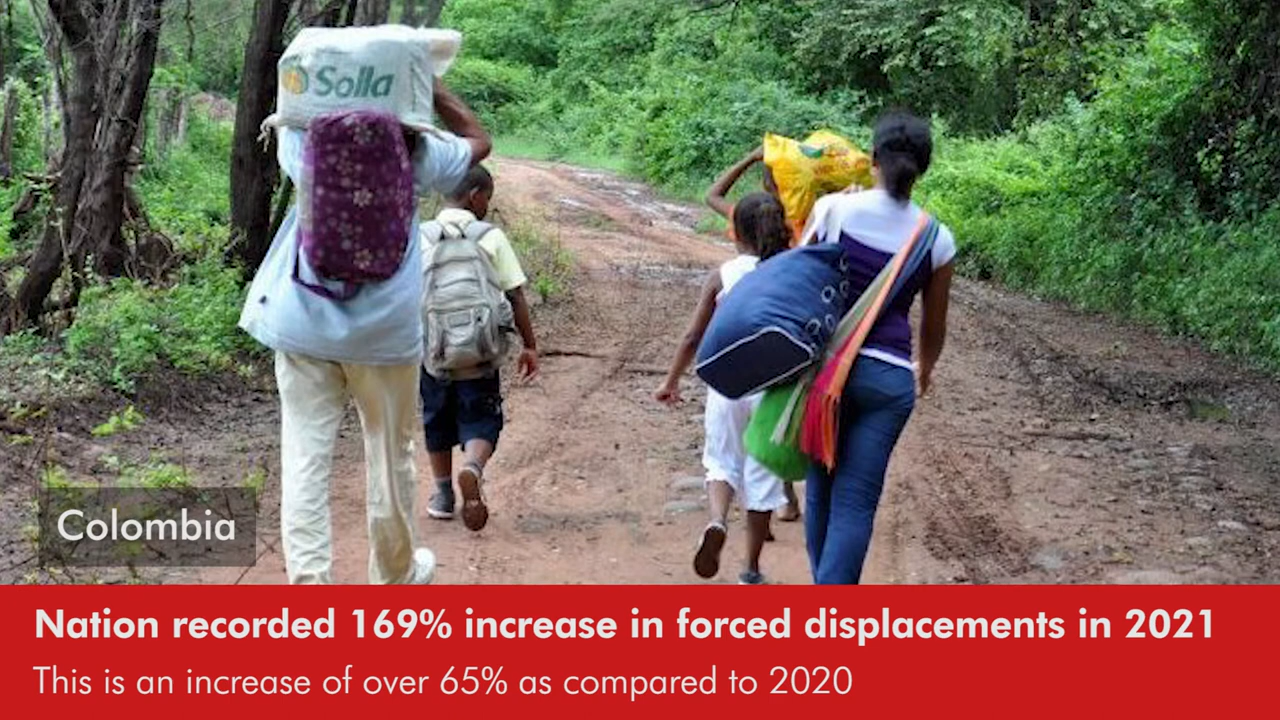 Solla
Colombia
Nation recorded 169% increase in forced displacements in 2021
This is an increase of over 65% as compared to 2020